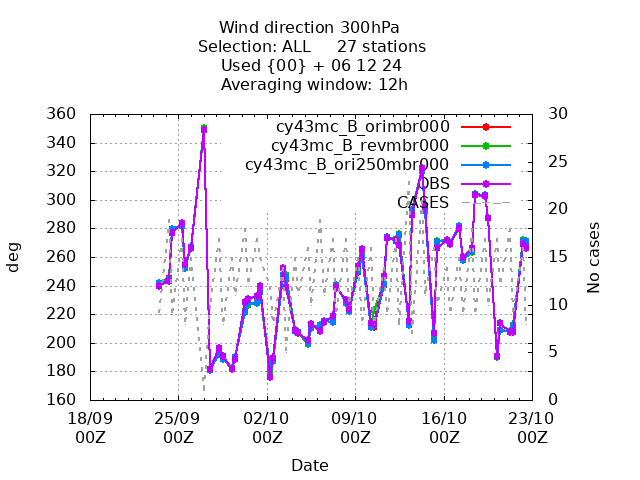 Wind direction 300hPa
Selection: ALL 27 stations
Used {00} + 06 12 24
Averaging window: 12h
360
340
320
300
280
260
240
220
200
180
160
deg
30
25
20
15
10
5
0
No cases
cy43mc_B_orimbr000
cy43mc_B_revmbr000
cy43mc_B_ori250mbr000
OBS
CASES
18/09 25/09 02/10 09/10 16/10 23/10
00Z 00Z 00Z 00Z 00Z 00Z
Date